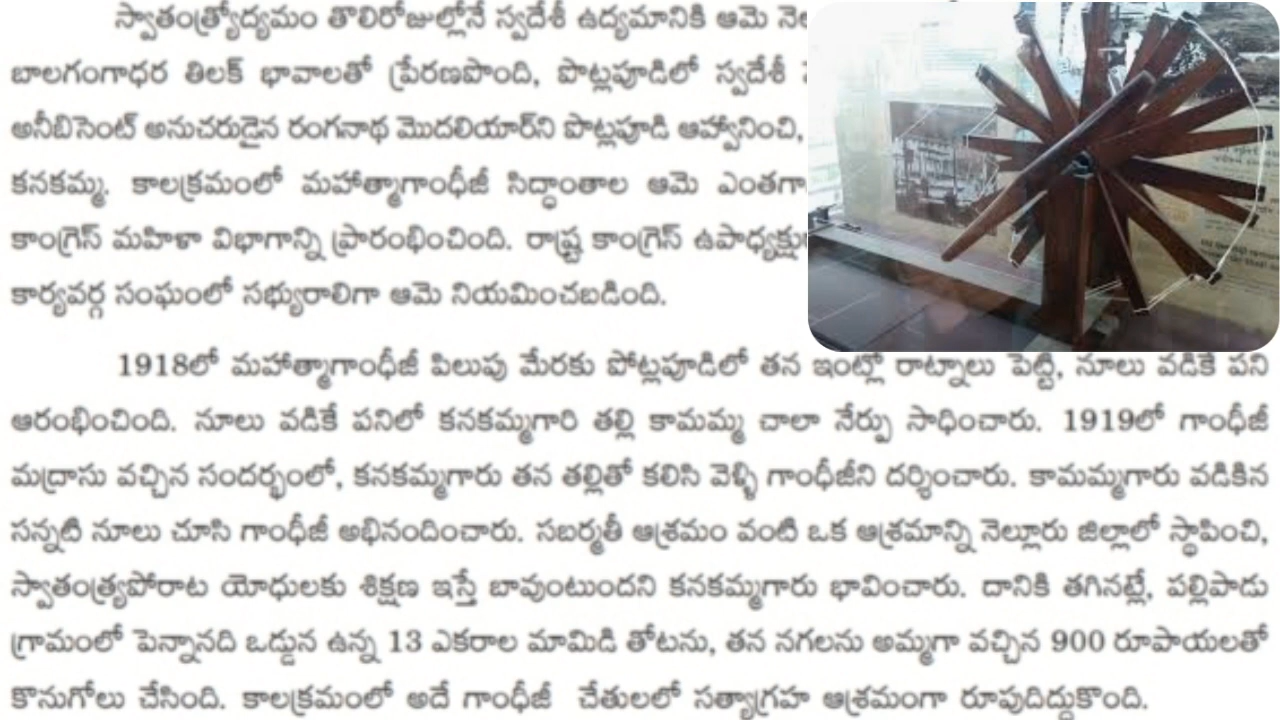 స్వాతంత్ర్యోద్యమం తొలిరోజుల్లోనే స్వదేశీ ఉద్యమానికి ఆమె
బాలగంగాధర తిలక్ భావాలతో ప్రేరణపొంది, పొట్లపూడిలో స్వదేశీ
అనీబిసెంట్ అనుచరుడైన రంగనాథ మొదలియార్‌ని పొట్లపూడి ఆహ్వానించి,
కనకమ్మ. కాలక్రమంలో మహాత్మాగాంధీజీ సిద్ధాంతాల ఆమె
కాంగ్రెస్ మహిళా విభాగాన్ని ప్రారంభించింది. రాష్ట్ర కాంగ్రెస్
కార్యవర్గ సంఘంలో సభ్యురాలిగా ఆమె నియమించబడింది.
1918లో మహాత్మాగాంధీజీ పిలుపు మేరకు పోట్లపూడిలో తన ఇంట్లో రాట్నాలు పెట్టి, నూలు వడికే పని
ఆరంభించింది. నూలు వడికే పనిలో కనకమ్మగారి తల్లి కామమ్మ చాలా నేర్పు సాధించారు. 1919లో గాంధీజీ
మద్రాసు వచ్చిన సందర్భంలో, కనకమ్మగారు తన తల్లితో కలిసి వెళ్ళి గాంధీజీని దర్శించారు. కామమ్మగారు వడికిన
సన్నటి నూలు చూసి గాంధీజీ అభినందించారు. సబర్మతీ ఆశ్రమం వంటి ఒక ఆశ్రమాన్ని నెల్లూరు జిల్లాలో స్థాపించి,
స్వాతంత్ర్యపోరాట యోధులకు శిక్షణ ఇస్తే బావుంటుందని కనకమ్మగారు భావించారు. దానికి తగినట్లే, పల్లిపాడు
గ్రామంలో పెన్నానది ఒడ్డున ఉన్న 13 ఎకరాల మామిడి తోటను, తన నగలను అమ్మగా వచ్చిన 900 రూపాయలతో
కొనుగోలు చేసింది. కాలక్రమంలో అదే గాంధీజీ చేతులలో సత్యాగ్రహ ఆశ్రమంగా రూపుదిద్దుకొంది.